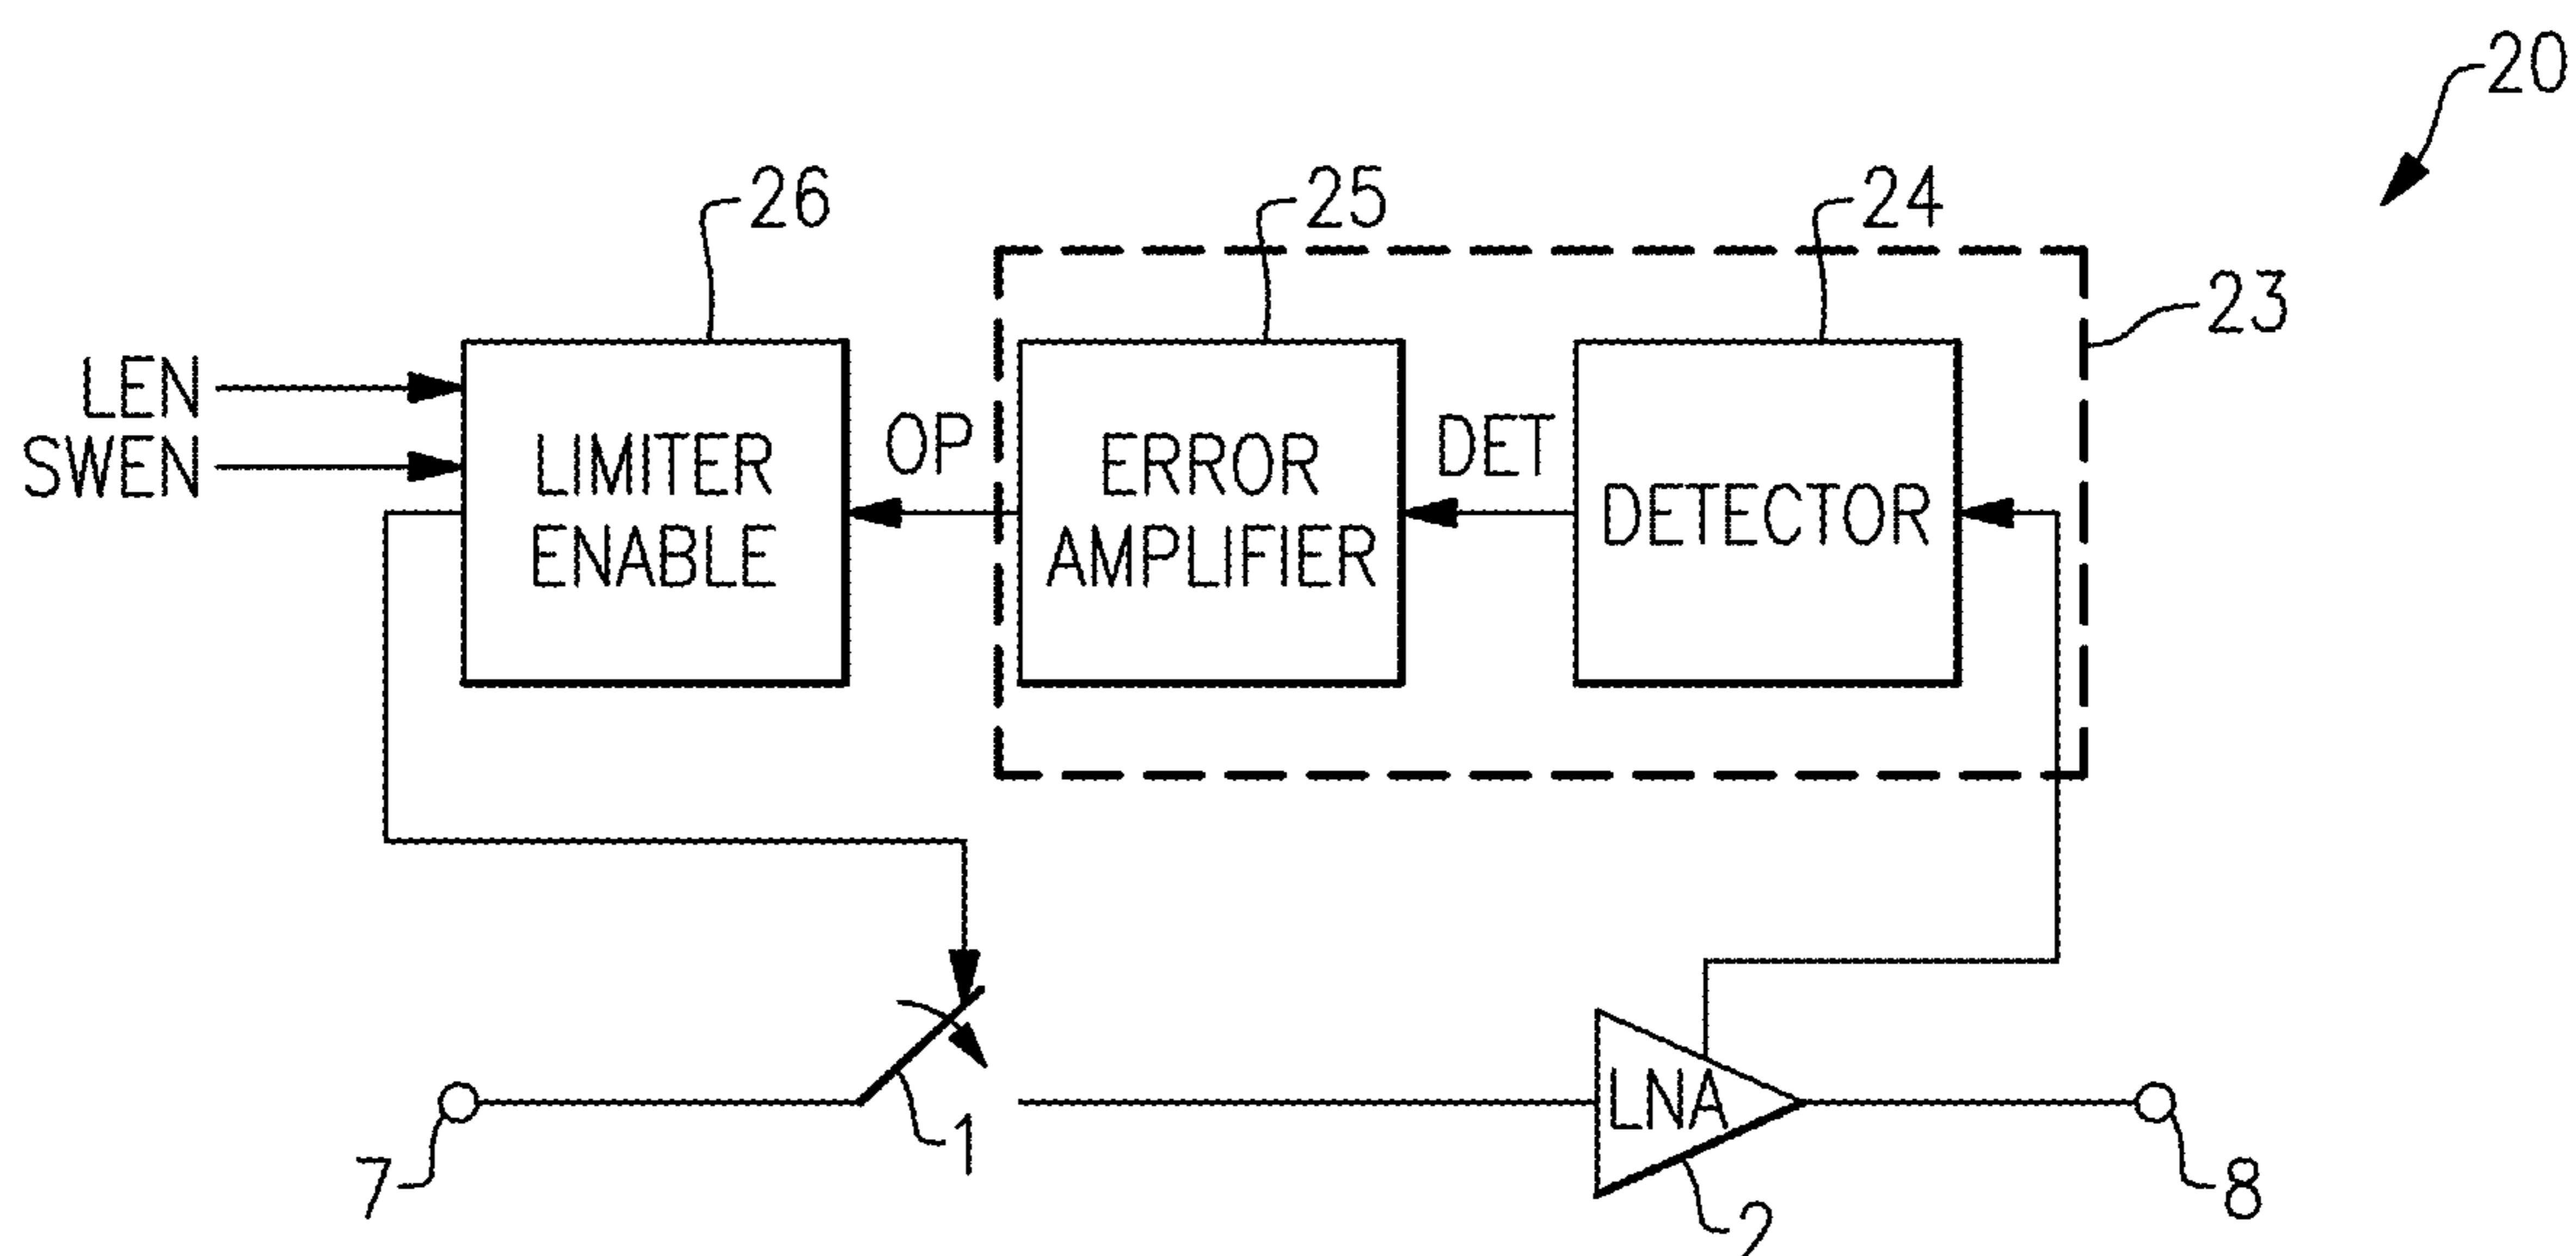 20
26
25
24
23
LEN
SWEN
LIMITER
ENABLE
OP
ERROR
AMPLIFIER
DET
DETECTOR
LNA
7
1
2
8